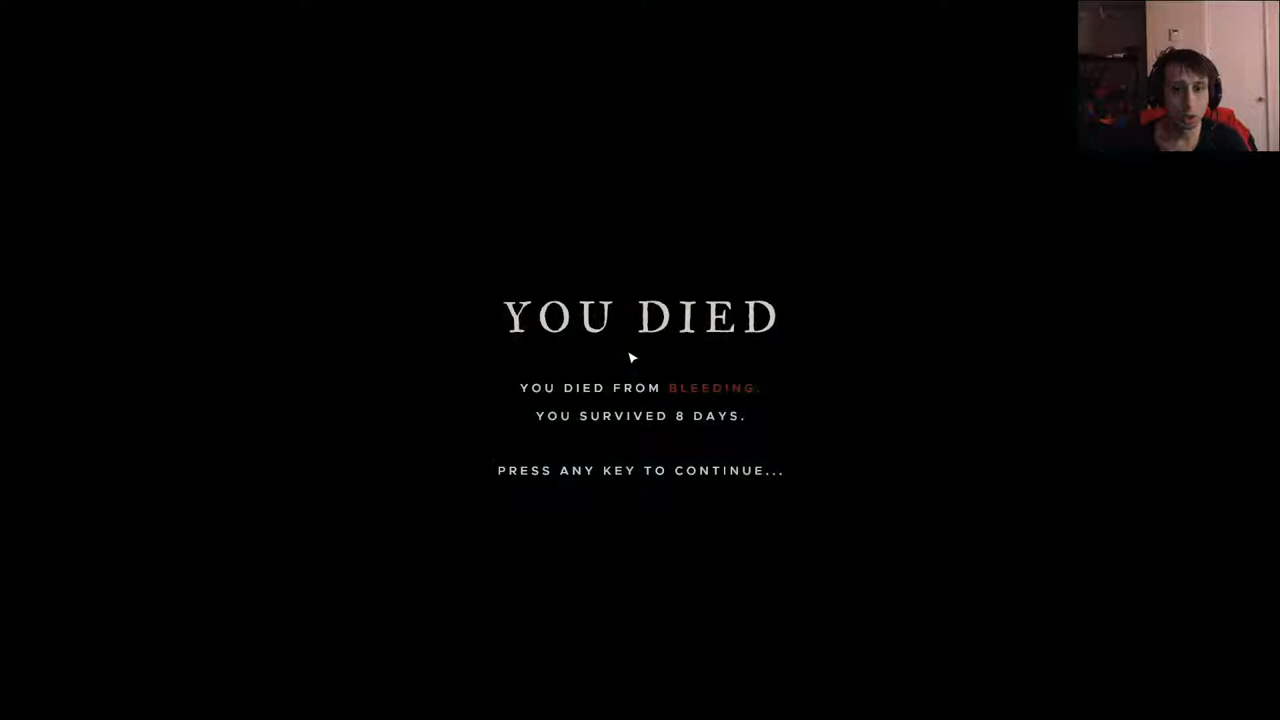 YOU DIED
YOU DIED FROM BLEEDING.
YOU SURVIVED 8 DAYS.
PRESS ANY KEY TO CONTINUE...